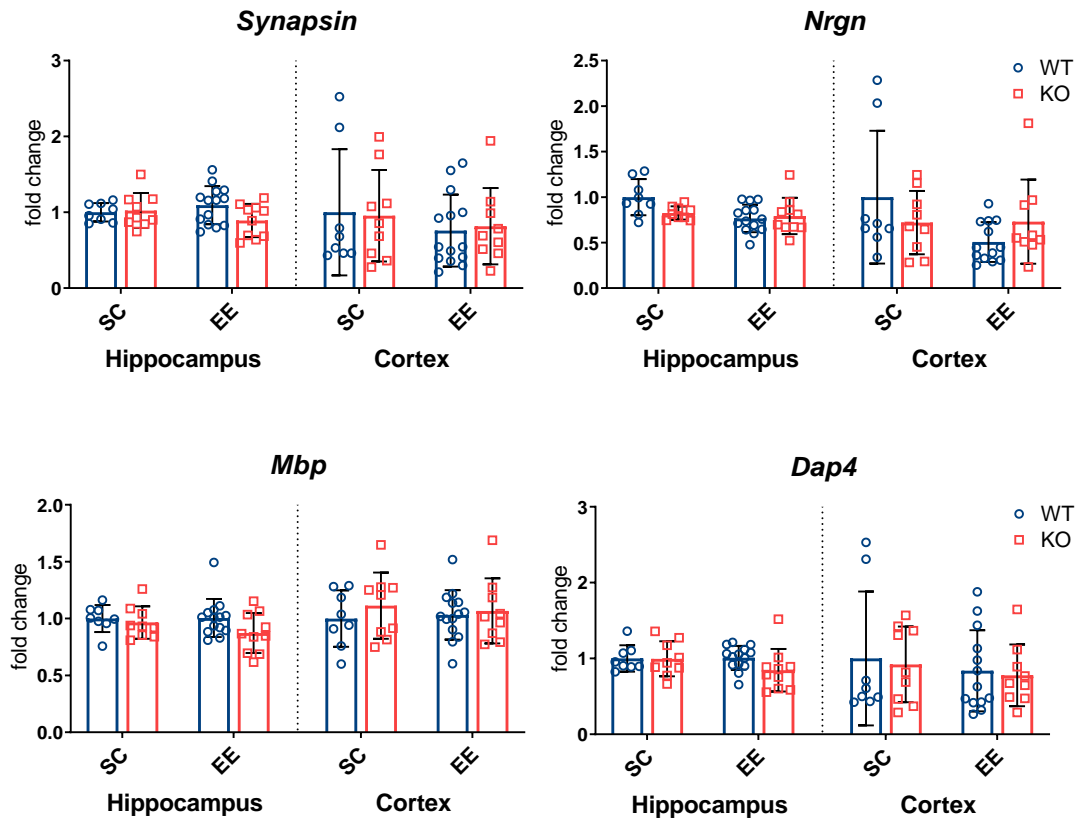 Synapsin
fold change
3
2
1
0
SC
EE
SC
EE
Hippocampus
Cortex
Nrgn
WT
KO
fold change
2.5
2.0
1.5
1.0
0.5
0.0
SC
EE
SC
EE
Hippocampus
Cortex
Mbp
fold change
2.0
1.5
1.0
0.5
0.0
SC
EE
SC
EE
Hippocampus
Cortex
Dap4
WT
KO
fold change
3
2
1
0
SC
EE
SC
EE
Hippocampus
Cortex